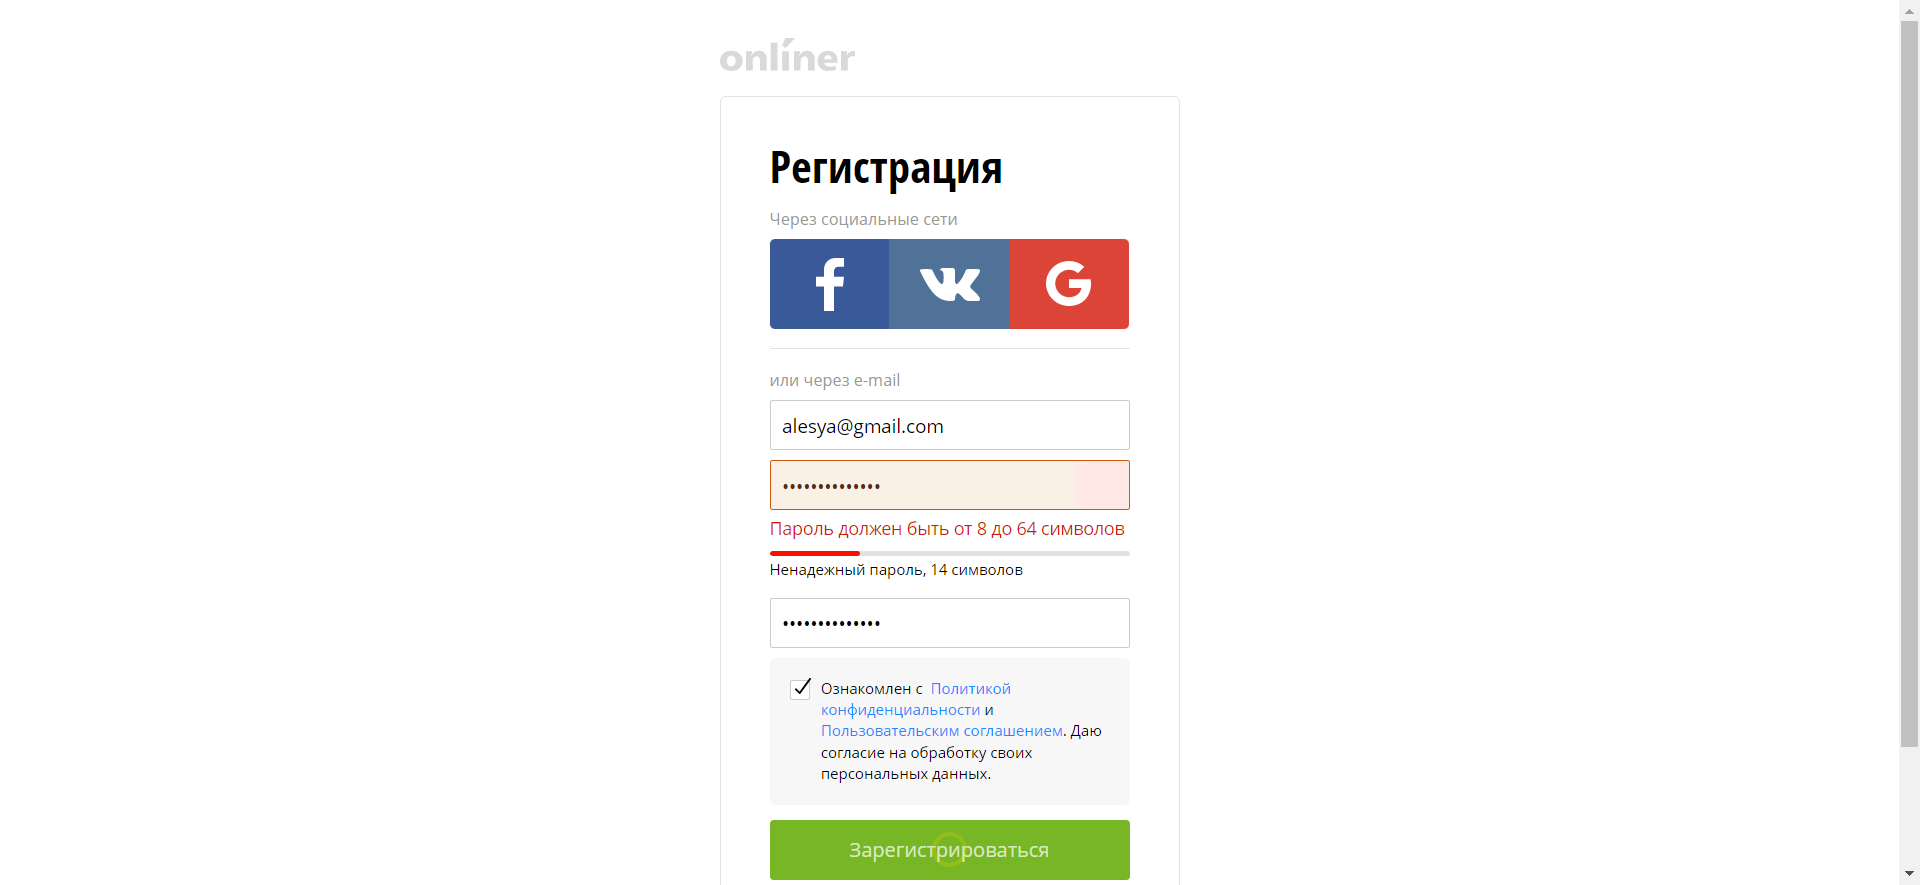 onlíner
Регистрация
Через социальные сети
или через e-mail
alesya@gmail.com
••••••••••••••
Пароль должен быть от 8 до 64 символов
Ненадежный пароль, 14 символов
••••••••••••••
Ознакомлен с Политикой
конфиденциальности и
Пользовательским соглашением. Даю
согласие на обработку своих
персональных данных.
Зарегистрироваться